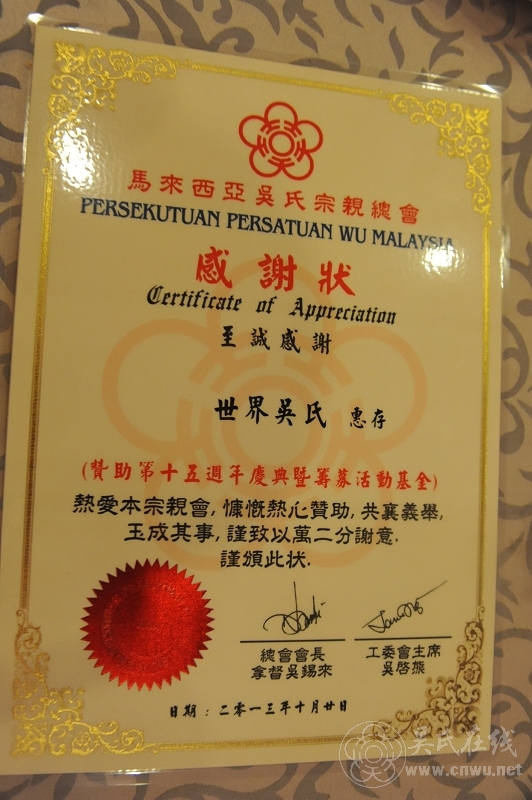 馬來西亞吳氏宗親總會
PERSEKUTUAN PERSATUAN WU MALAYSIA
感謝狀
Certificate of Appreciation
至誠感謝
世界吳氏 惠存
(贊助第十五週年慶典暨籌募活動基金)
熱愛本宗親會,慷慨熱心贊助,共襄義舉,
玉成其事,謹致以萬二分謝意.
謹頒此狀.
總會會長
拿督吳錫來
工委會主席
吳啓熊
日期:二零一三年十月廿日
吴氏在线
www.cnwu.net